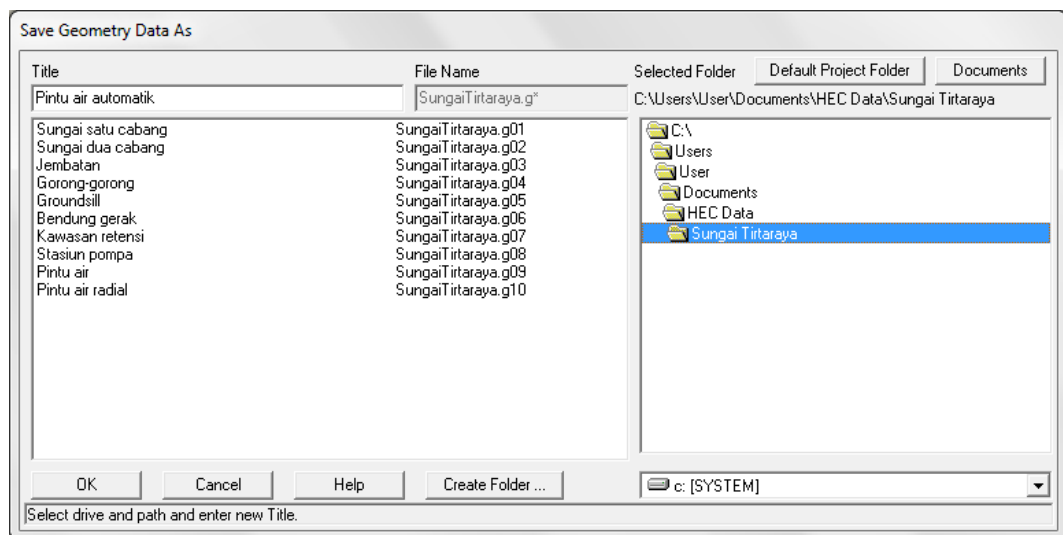 Save Geometry Data As
Title File Name Selected Folder Default Project Folder Documents
Pintu air automatik SungaiTirtaraya.g* C:\Users\User\Documents\HEC Data\Sungai Tirtaraya
Sungai satu cabang SungaiTirtaraya.g01
Sungai dua cabang SungaiTirtaraya.g02
Jembatan SungaiTirtaraya.g03
Gorong-gorong SungaiTirtaraya.g04
Groundsill SungaiTirtaraya.g05
Bendung gerak SungaiTirtaraya.g06
Kawasan retensi SungaiTirtaraya.g07
Stasiun pompa SungaiTirtaraya.g08
Pintu air SungaiTirtaraya.g09
Pintu air radial SungaiTirtaraya.g10
C:\
Users
User
Documents
HEC Data
Sungai Tirtaraya
OK Cancel Help Create Folder ... c: [SYSTEM]
Select drive and path and enter new Title.